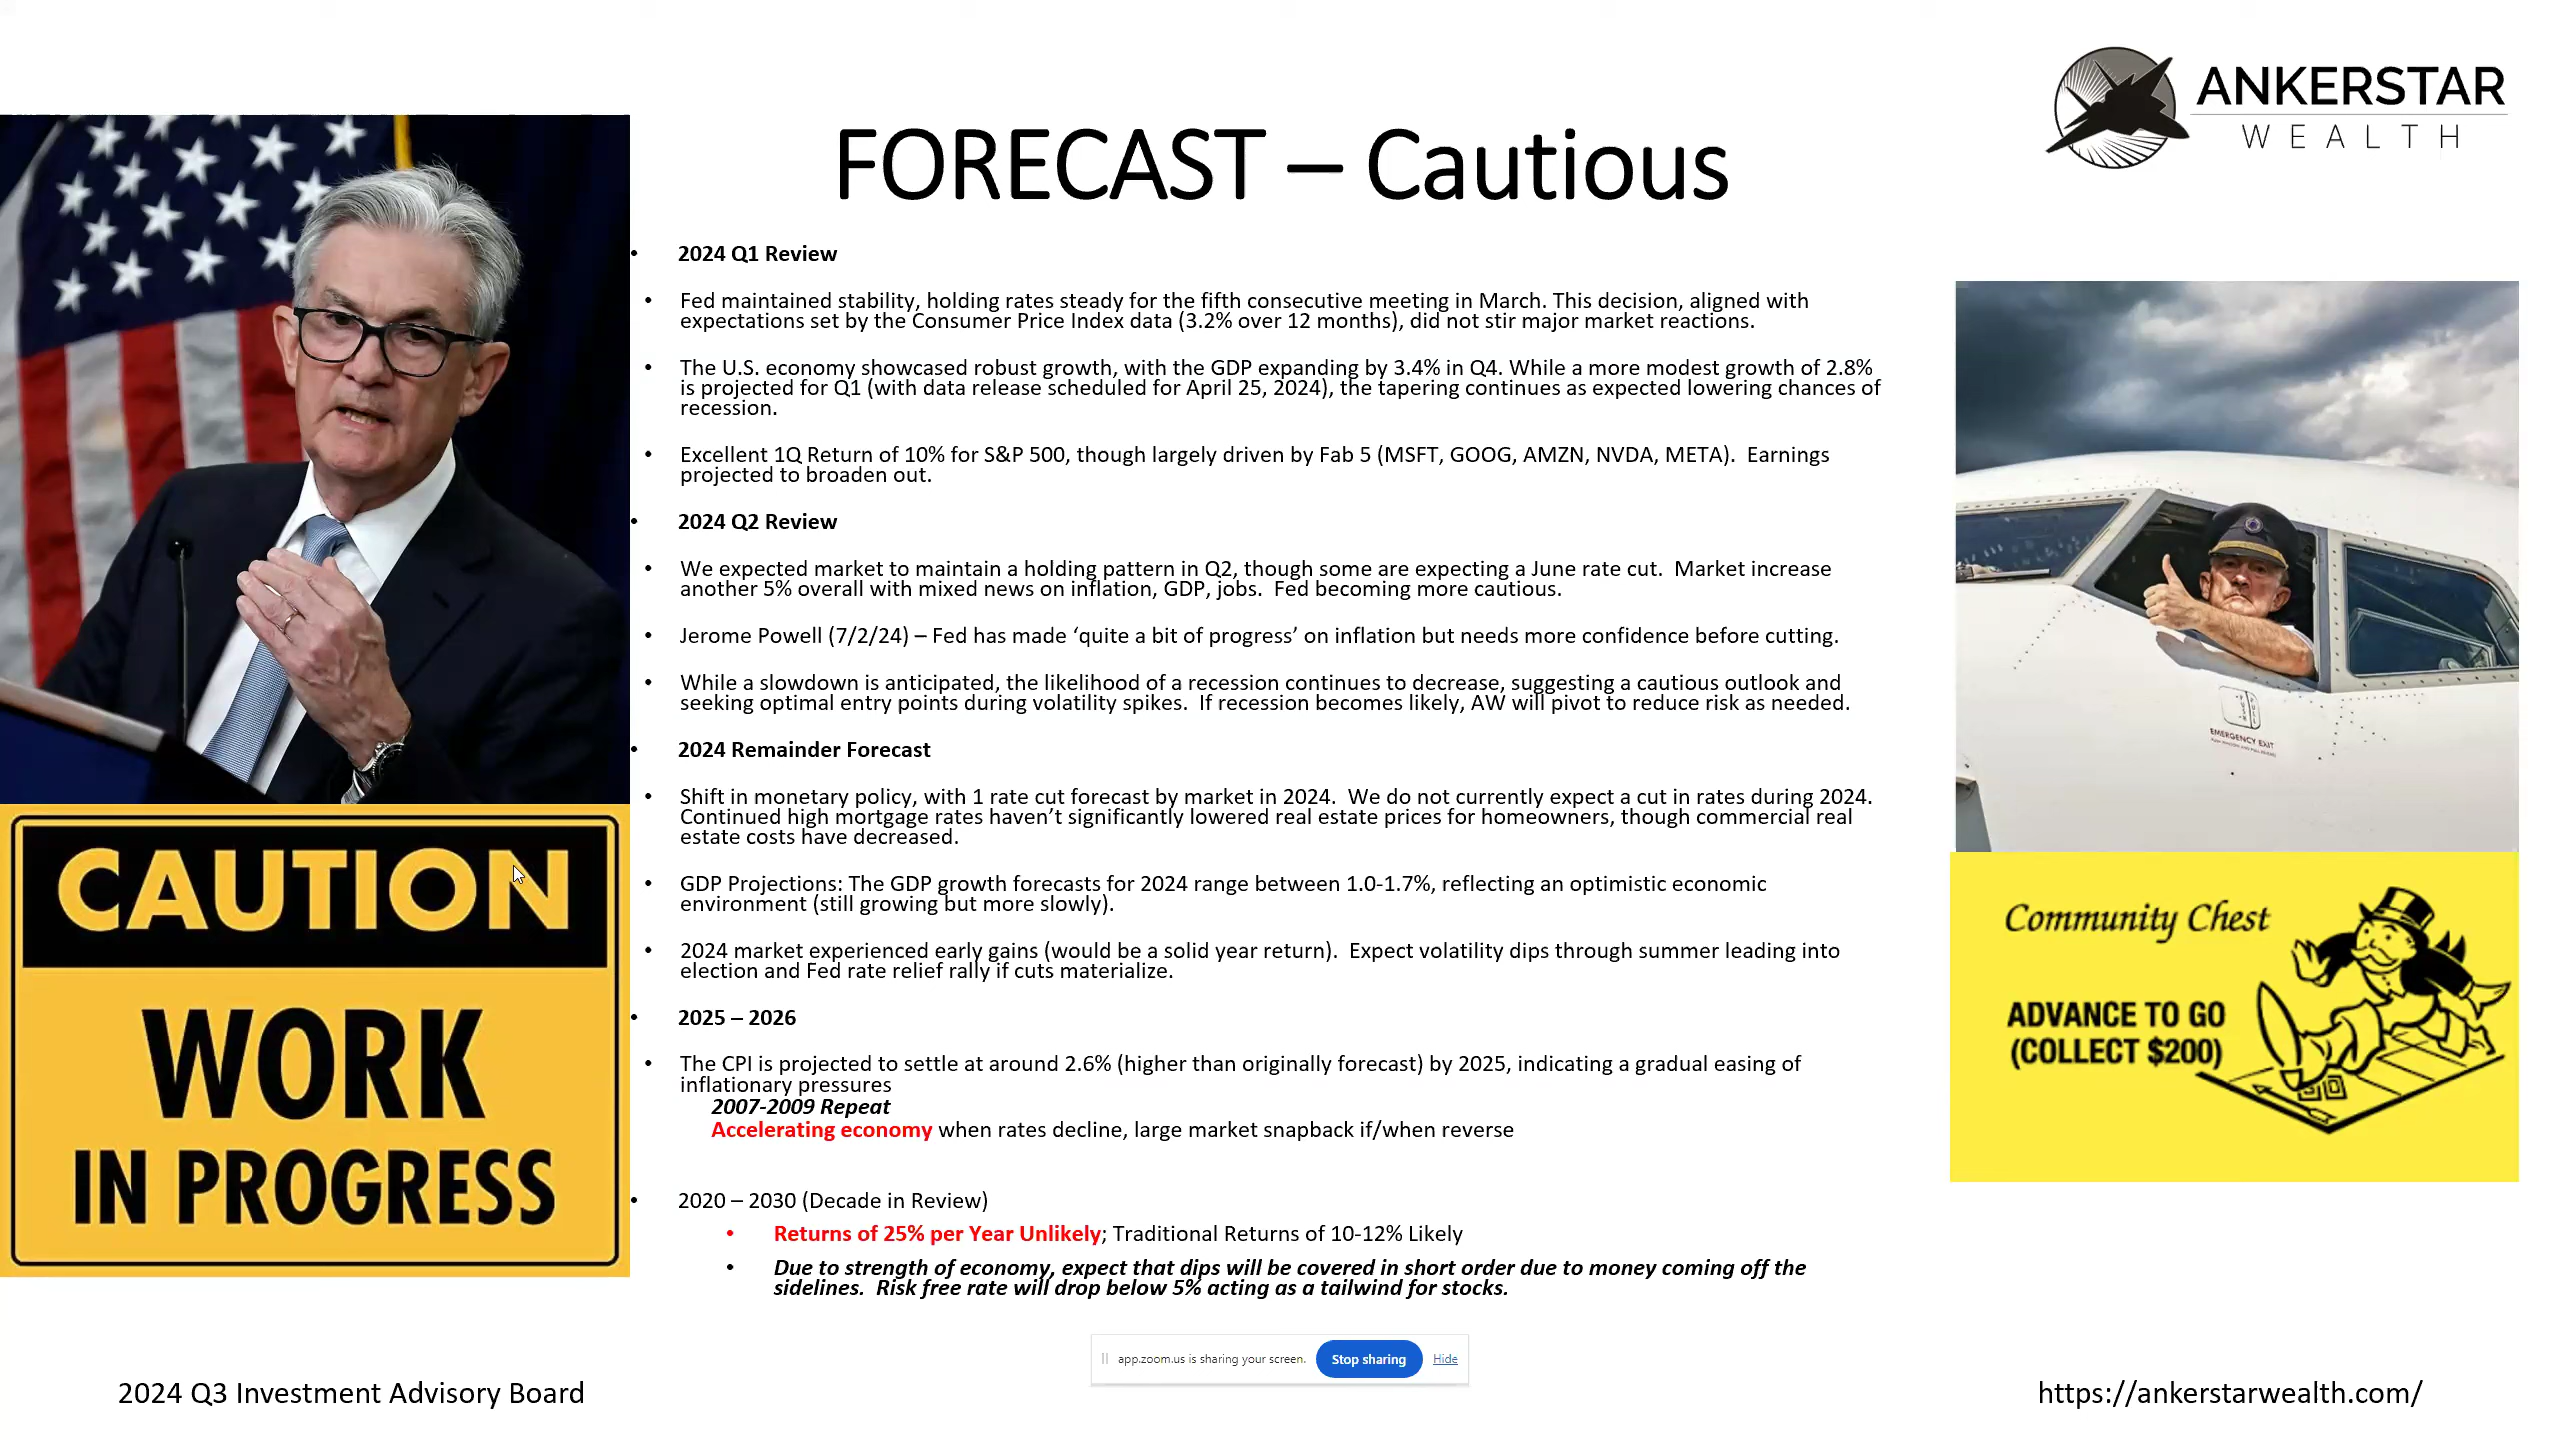 ANKERSTAR
WEALTH
FORECAST – Cautious
• 2024 Q1 Review
• Fed maintained stability, holding rates steady for the fifth consecutive meeting in March. This decision, aligned with
expectations set by the Consumer Price Index data (3.2% over 12 months), did not stir major market reactions.
• The U.S. economy showcased robust growth, with the GDP expanding by 3.4% in Q4. While a more modest growth of 2.8%
is projected for Q1 (with data release scheduled for April 25, 2024), the tapering continues as expected lowering chances of
recession.
• Excellent 1Q Return of 10% for S&P 500, though largely driven by Fab 5 (MSFT, GOOG, AMZN, NVDA, META).  Earnings
projected to broaden out.
• 2024 Q2 Review
• We expected market to maintain a holding pattern in Q2, though some are expecting a June rate cut.  Market increase
another 5% overall with mixed news on inflation, GDP, jobs.  Fed becoming more cautious.
• Jerome Powell (7/2/24) – Fed has made ‘quite a bit of progress’ on inflation but needs more confidence before cutting.
• While a slowdown is anticipated, the likelihood of a recession continues to decrease, suggesting a cautious outlook and
seeking optimal entry points during volatility spikes.  If recession becomes likely, AW will pivot to reduce risk as needed.
• 2024 Remainder Forecast
• Shift in monetary policy, with 1 rate cut forecast by market in 2024.  We do not currently expect a cut in rates during 2024.
Continued high mortgage rates haven’t significantly lowered real estate prices for homeowners, though commercial real
estate costs have decreased.
• GDP Projections: The GDP growth forecasts for 2024 range between 1.0-1.7%, reflecting an optimistic economic
environment (still growing but more slowly).
• 2024 market experienced early gains (would be a solid year return).  Expect volatility dips through summer leading into
election and Fed rate relief rally if cuts materialize.
• 2025 – 2026
• The CPI is projected to settle at around 2.6% (higher than originally forecast) by 2025, indicating a gradual easing of
inflationary pressures
2007-2009 Repeat
Accelerating economy when rates decline, large market snapback if/when reverse
• 2020 – 2030 (Decade in Review)
• Returns of 25% per Year Unlikely; Traditional Returns of 10-12% Likely
• Due to strength of economy, expect that dips will be covered in short order due to money coming off the
sidelines.  Risk free rate will drop below 5% acting as a tailwind for stocks.
CAUTION
WORK
IN PROGRESS
EMERGENCY EXIT
Community Chest
ADVANCE TO GO
(COLLECT $200)
GO
app.zoom.us is sharing your screen.
Stop sharing
Hide
2024 Q3 Investment Advisory Board
https://ankerstarwealth.com/